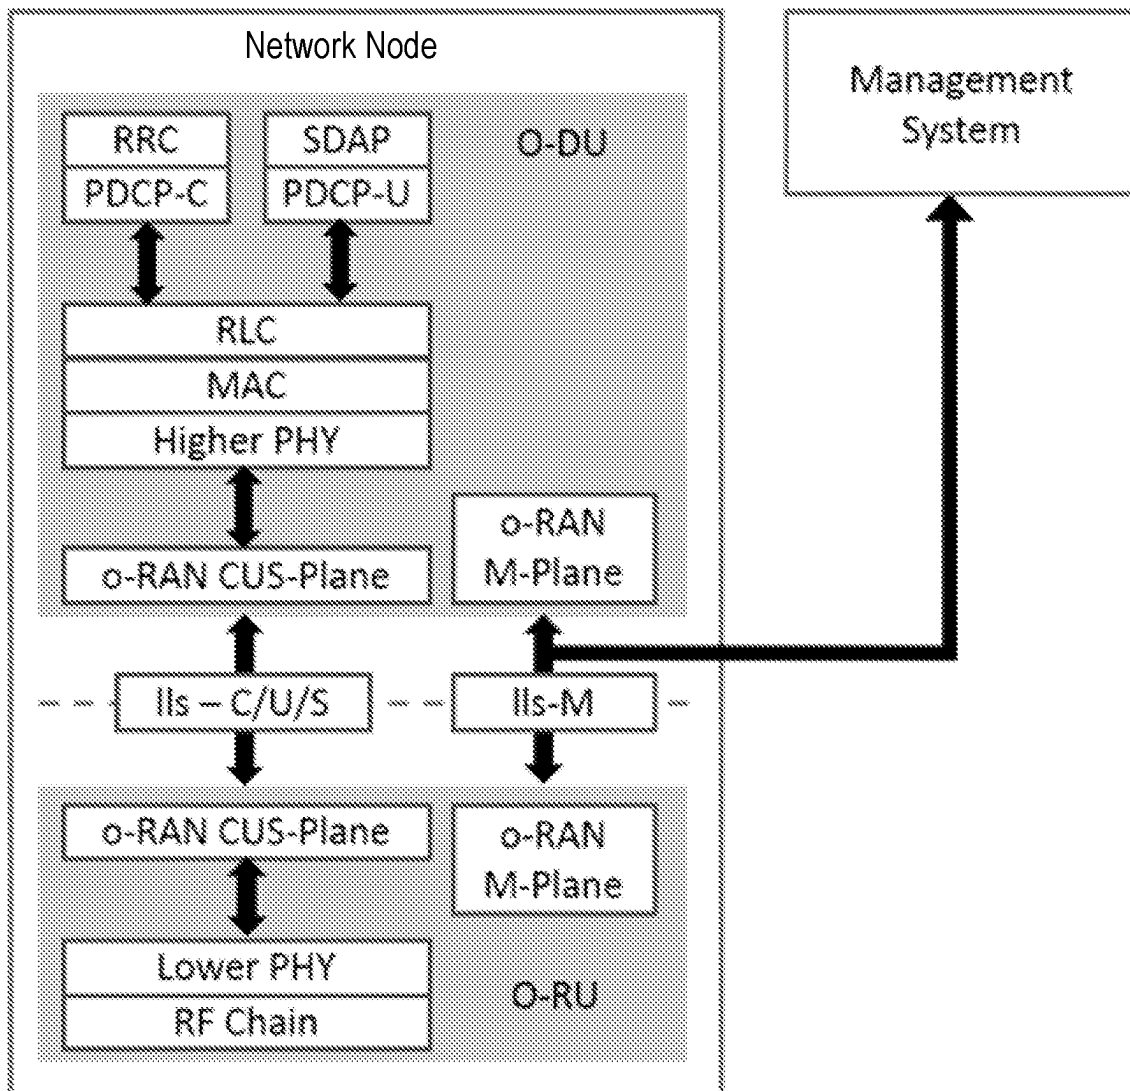 Network Node
Management
System
RRC
SDAP
O-DU
PDCP-C
PDCP-U
RLC
MAC
Higher PHY
o-RAN
M-Plane
o-RAN CUS-Plane
lls – C/U/S
lls-M
o-RAN CUS-Plane
o-RAN
M-Plane
Lower PHY
O-RU
RF Chain